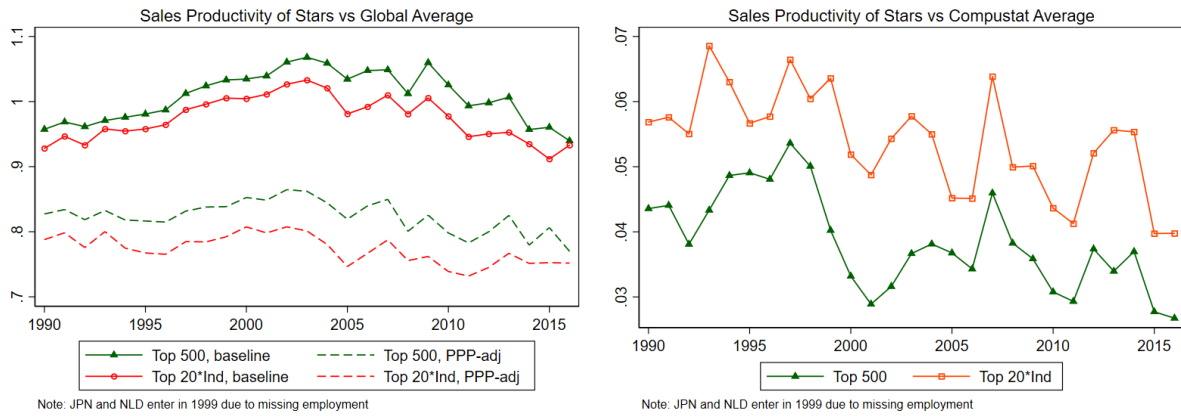 Sales Productivity of Stars vs Global Average
1.1
1
.9
.8
.7
1990 1995 2000 2005 2010 2015
Top 500, baseline Top 500, PPP-adj
Top 20*Ind, baseline Top 20*Ind, PPP-adj
Note: JPN and NLD enter in 1999 due to missing employment
Sales Productivity of Stars vs Compustat Average
.07
.06
.05
.04
.03
1990 1995 2000 2005 2010 2015
Top 500 Top 20*Ind
Note: JPN and NLD enter in 1999 due to missing employment